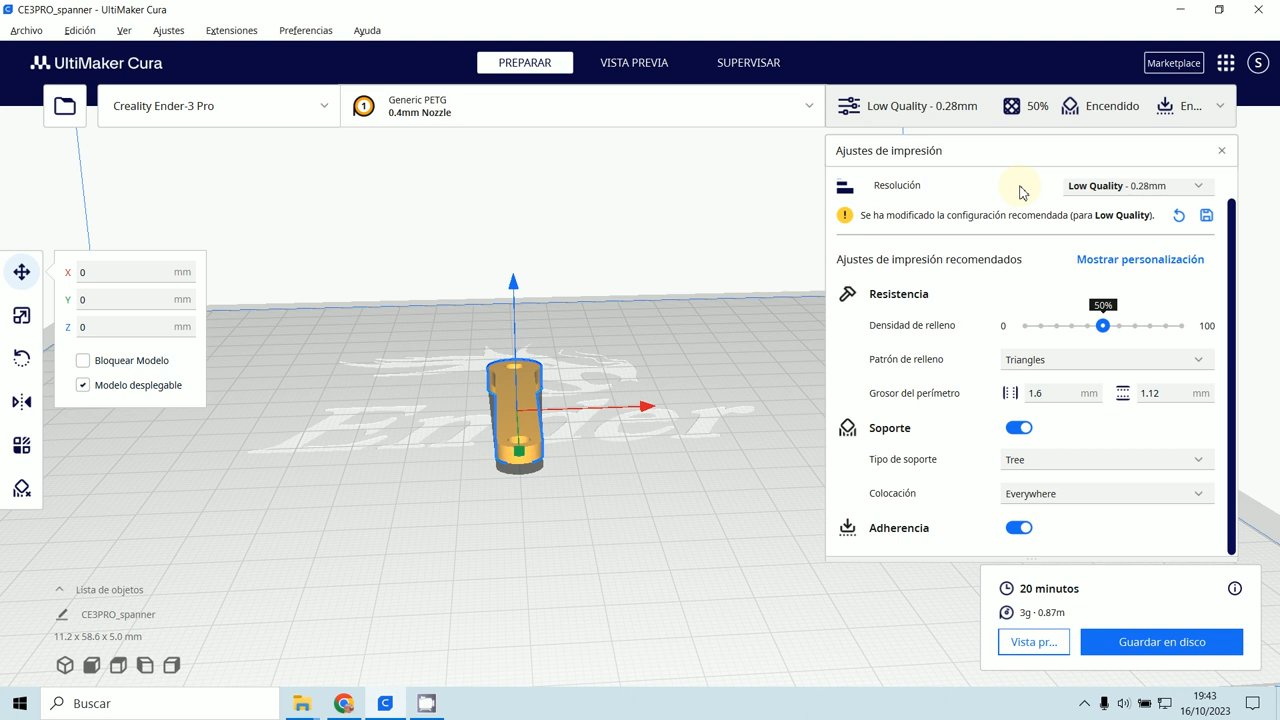 CE3PRO_spanner - UltiMaker Cura
Archivo Edición Ver Ajustes Extensiones Preferencias Ayuda
UltiMaker Cura PREPARAR VISTA PREVIA SUPERVISAR Marketplace S
Creality Ender-3 Pro
1 Generic PETG
0.4mm Nozzle
Low Quality - 0.28mm 50% Encendido En...
Ajustes de impresión
Resolución Low Quality - 0.28mm
Se ha modificado la configuración recomendada (para Low Quality).
Ajustes de impresión recomendados Mostrar personalización
Resistencia
50%
Densidad de relleno 0 100
Patrón de relleno Triangles
Grosor del perímetro 1.6 mm 1.12 mm
Soporte
Tipo de soporte Tree
Colocación Everywhere
Adherencia
X 0 mm
Y 0 mm
Z 0 mm
Bloquear Modelo
Modelo desplegable
Ender
Lista de objetos
CE3PRO_spanner
11.2 x 58.6 x 5.0 mm
20 minutos
3g · 0.87m
Vista pr... Guardar en disco
Buscar
19:43
16/10/2023